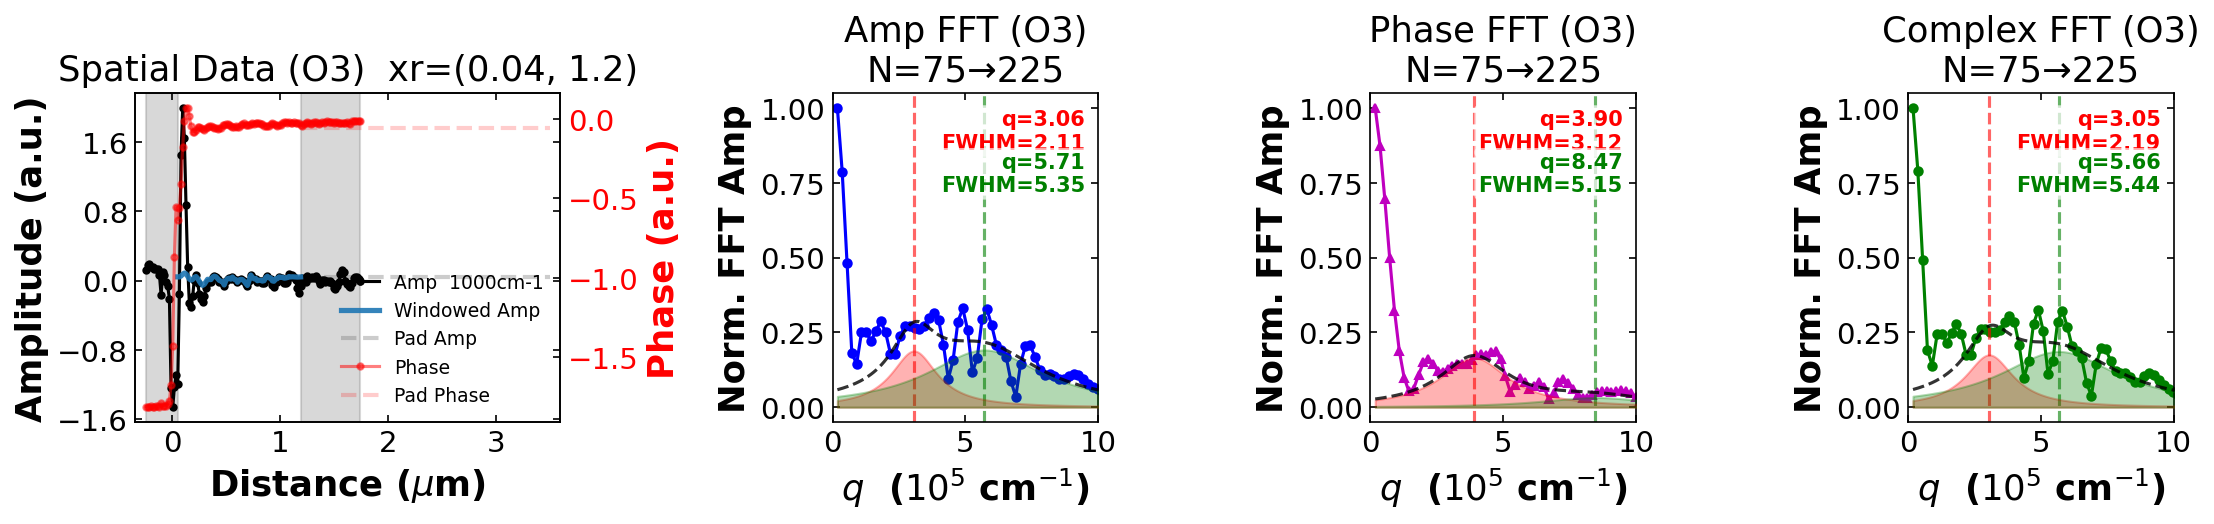 Spatial Data (O3)  xr=(0.04, 1.2)
Amplitude (a.u.)
1.6
0.8
0.0
−0.8
−1.6
0
1
2
3
Distance (μm)
0.0
−0.5
−1.0
−1.5
Phase (a.u.)
Amp  1000cm-1
Windowed Amp
Pad Amp
Phase
Pad Phase
Amp FFT (O3)
N=75→225
Norm. FFT Amp
1.00
0.75
0.50
0.25
0.00
q=3.06
FWHM=2.11
q=5.71
FWHM=5.35
0
5
10
q (10⁵ cm⁻¹)
Phase FFT (O3)
N=75→225
Norm. FFT Amp
1.00
0.75
0.50
0.25
0.00
q=3.90
FWHM=3.12
q=8.47
FWHM=5.15
0
5
10
q (10⁵ cm⁻¹)
Complex FFT (O3)
N=75→225
Norm. FFT Amp
1.00
0.75
0.50
0.25
0.00
q=3.05
FWHM=2.19
q=5.66
FWHM=5.44
0
5
10
q (10⁵ cm⁻¹)